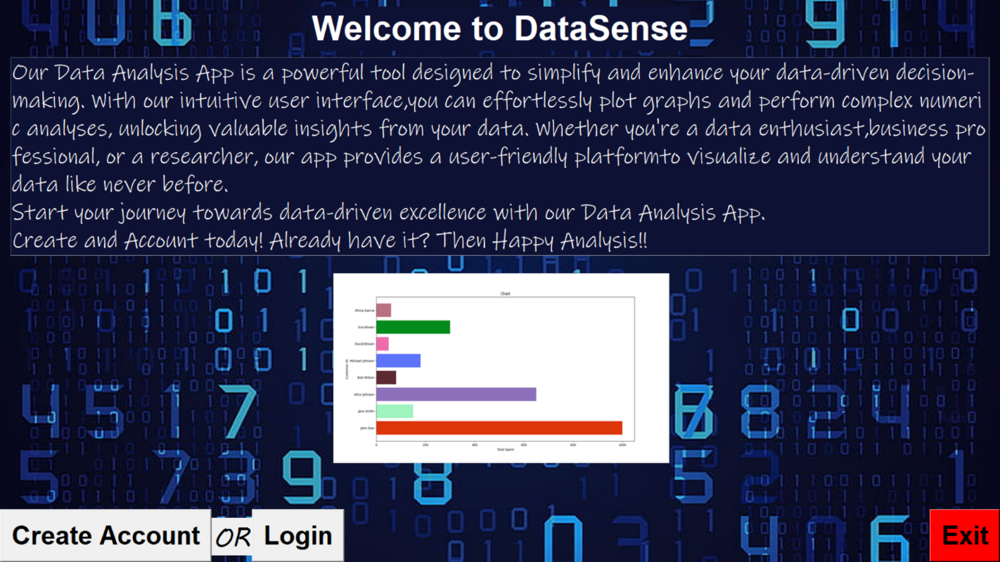 Welcome to DataSense
Our Data Analysis App is a powerful tool designed to simplify and enhance your data-driven decision-
making. With our intuitive user interface,you can effortlessly plot graphs and perform complex numeri
c analyses, unlocking valuable insights from your data. Whether you're a data enthusiast,business pro
fessional, or a researcher, our app provides a user-friendly platformto visualize and understand your
data like never before.
Start your journey towards data-driven excellence with our Data Analysis App.
Create and Account today! Already have it? Then Happy Analysis!!
Chart
Olivia Garcia
Eva Brown
David Brown
Michael Johnson
Bob Wilson
Alice Johnson
Jane Smith
John Doe
Customer ID
0 200 400 600 800 1000
Total Spent
Create Account OR Login
Exit